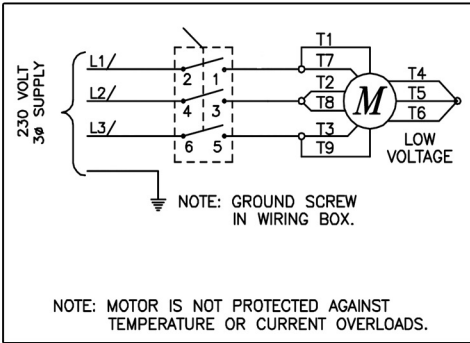 230 VOLT
3ø SUPPLY
L1/
L2/
L3/
2 1
4 3
6 5
T1
T7
T2
T8
T3
T9
M
T4
T5
T6
LOW
VOLTAGE
NOTE: GROUND SCREW
IN WIRING BOX.
NOTE: MOTOR IS NOT PROTECTED AGAINST
TEMPERATURE OR CURRENT OVERLOADS.